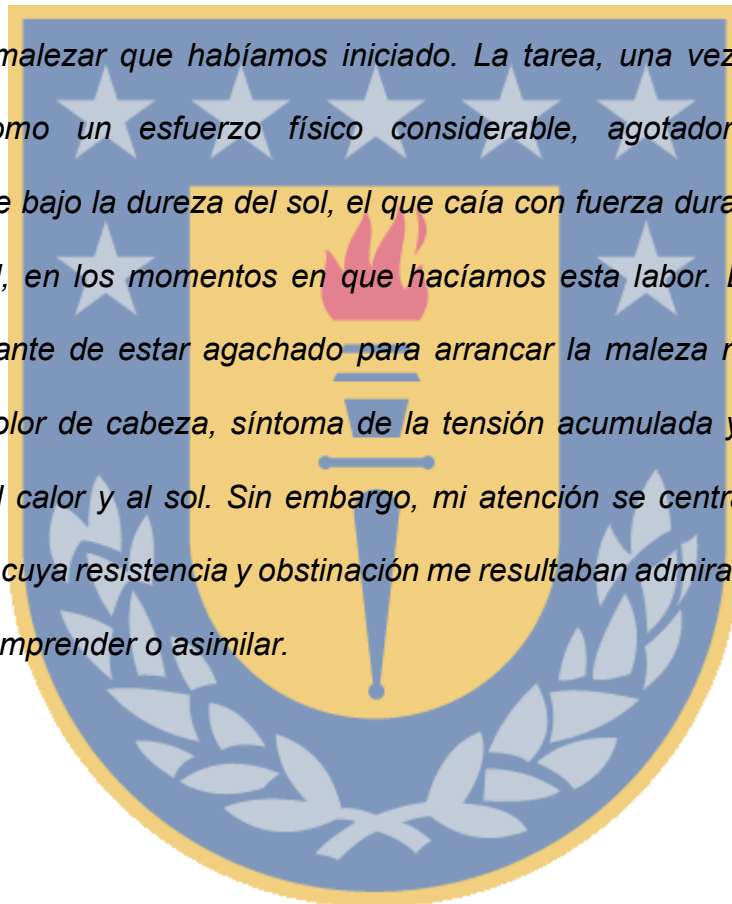 malezar que habíamos iniciado. La tarea, una vez
omo un esfuerzo físico considerable, agotador
e bajo la dureza del sol, el que caía con fuerza dura
, en los momentos en que hacíamos esta labor.
ante de estar agachado para arrancar la maleza
olor de cabeza, síntoma de la tensión acumulada y
l calor y al sol. Sin embargo, mi atención se centra
cuya resistencia y obstinación me resultaban admira
mprender o asimilar.